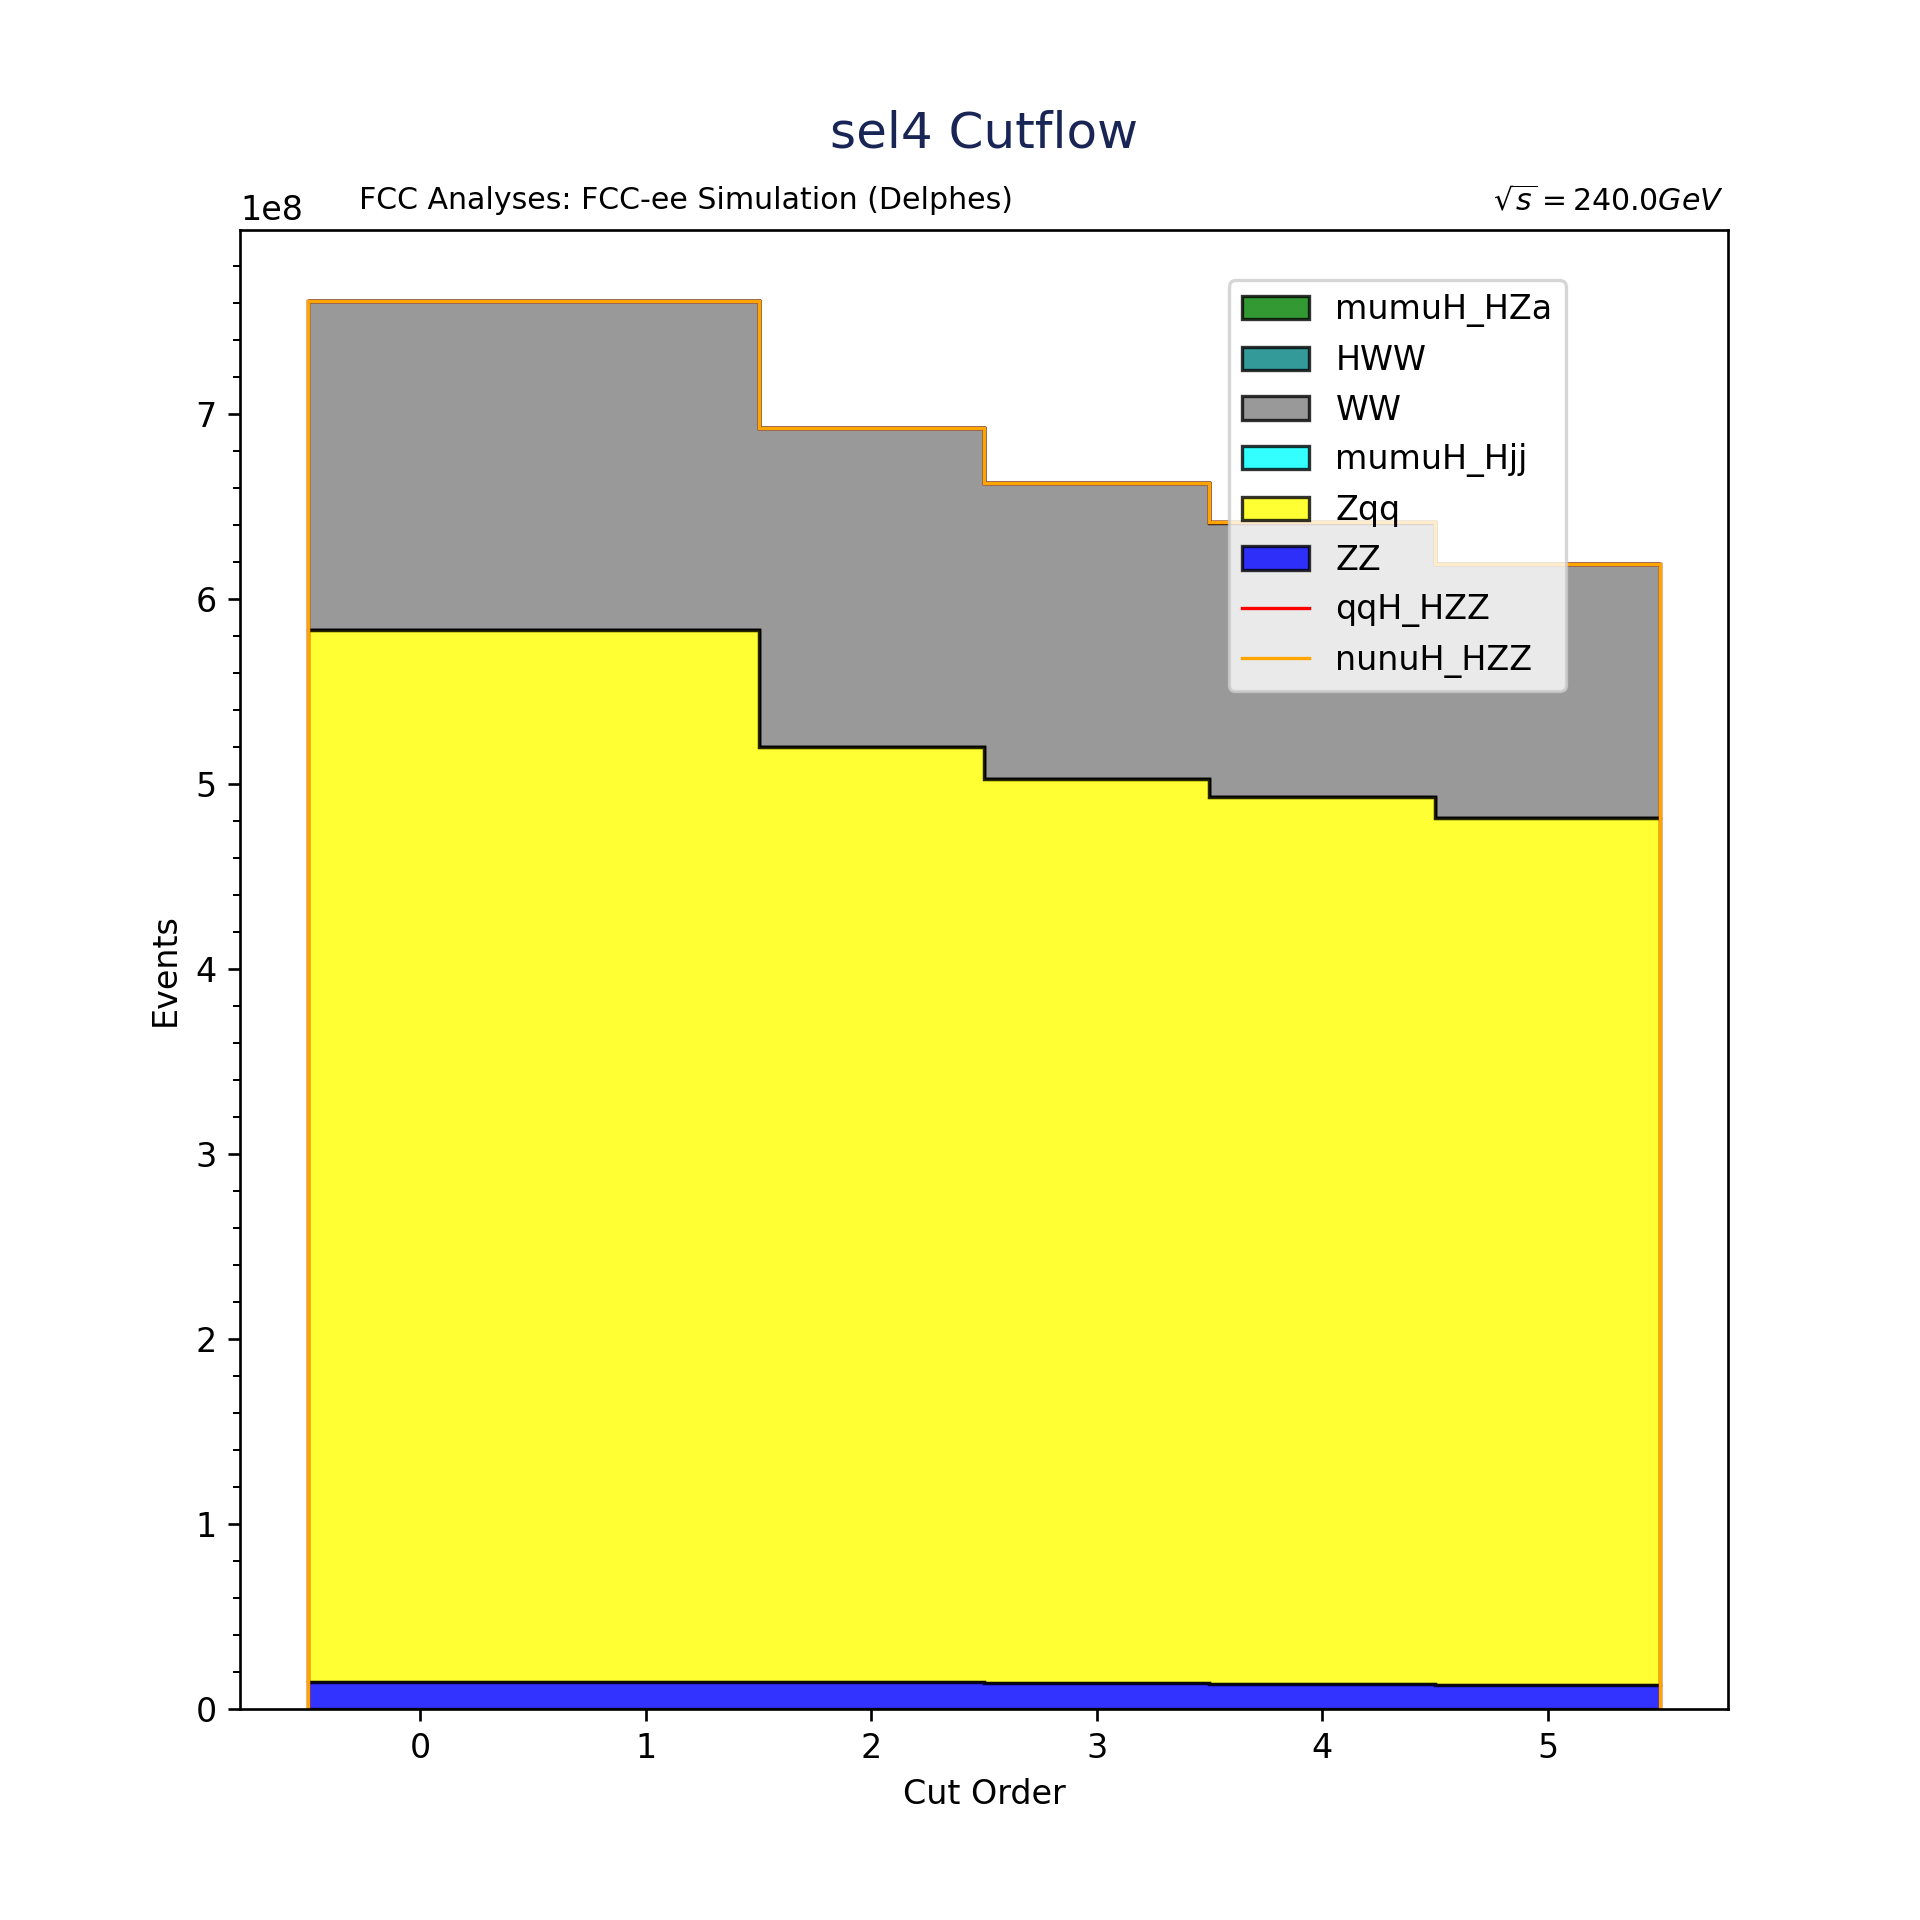 sel4 Cutflow
1e8
FCC Analyses: FCC-ee Simulation (Delphes)
√s = 240.0GeV
mumuH_HZa
HWW
WW
mumuH_Hjj
Zqq
ZZ
qqH_HZZ
nunuH_HZZ
7
6
5
4
3
2
1
0
Events
0 1 2 3 4 5
Cut Order